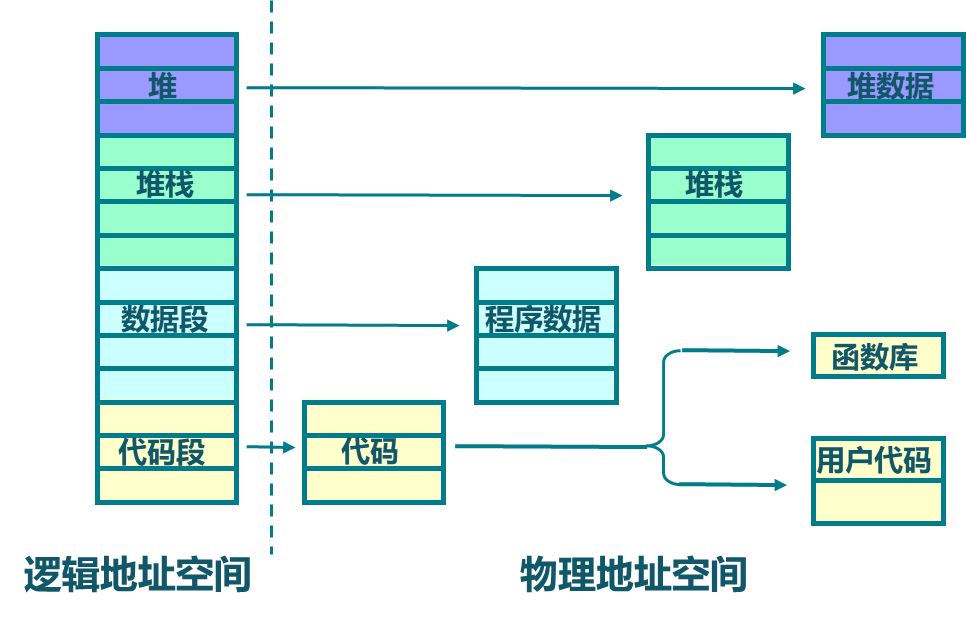 堆
堆数据
堆栈
堆栈
数据段
程序数据
函数库
代码段
代码
用户代码
逻辑地址空间
物理地址空间